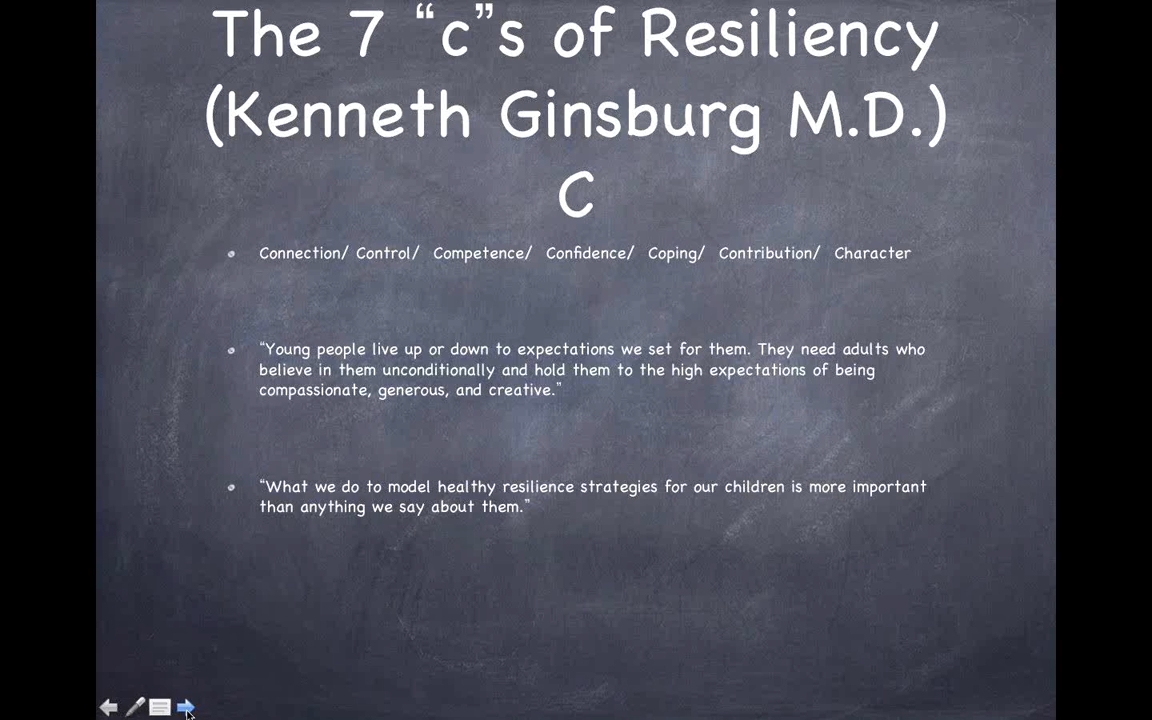 The 7 “c”s of Resiliency
(Kenneth Ginsburg M.D.)
C
Connection/ Control/ Competence/ Confidence/ Coping/ Contribution/ Character
“Young people live up or down to expectations we set for them. They need adults who
believe in them unconditionally and hold them to the high expectations of being
compassionate, generous, and creative.”
“What we do to model healthy resilience strategies for our children is more important
than anything we say about them.”